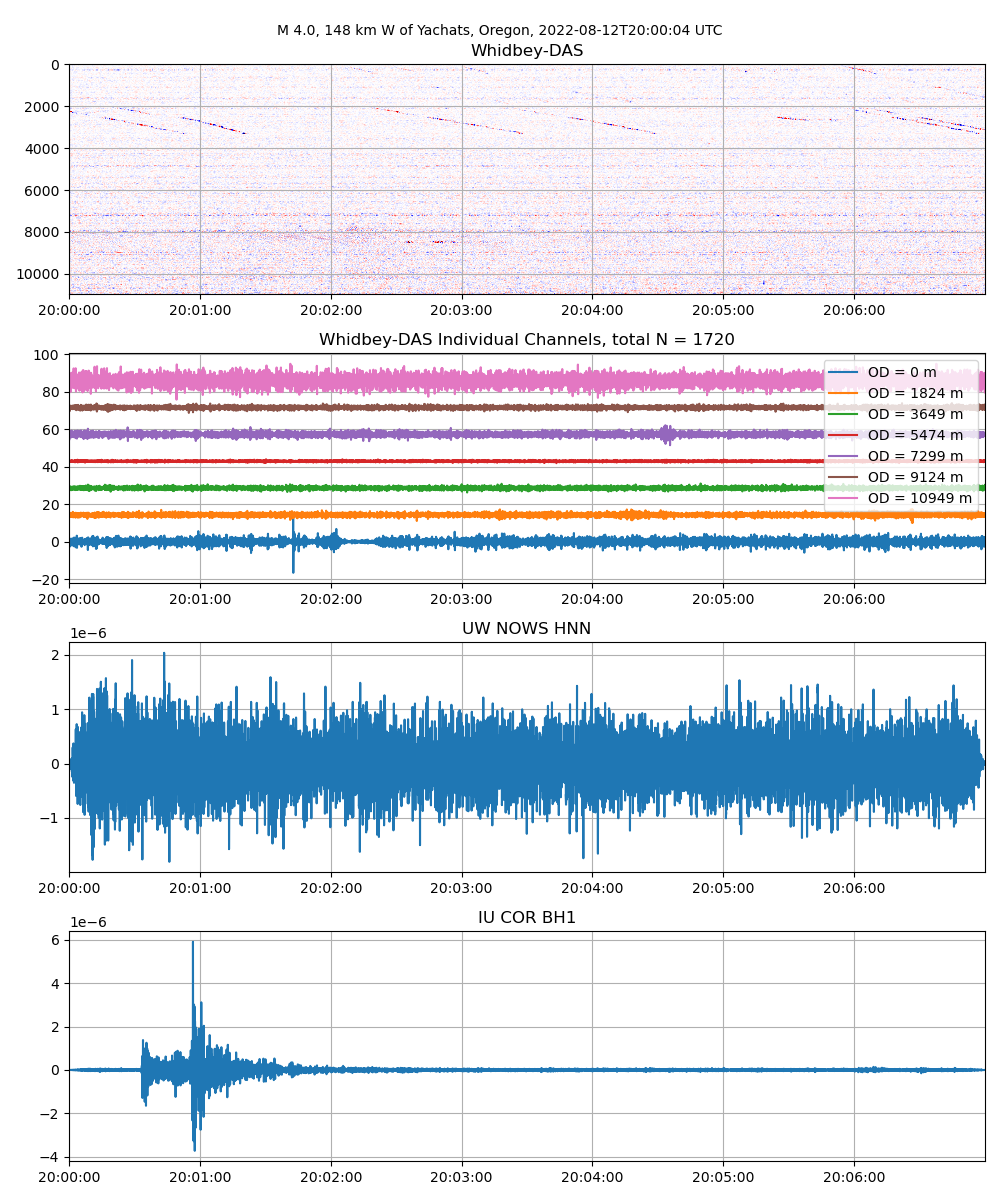 M 4.0, 148 km W of Yachats, Oregon, 2022-08-12T20:00:04 UTC
Whidbey-DAS
0
2000
4000
6000
8000
10000
20:00:00 20:01:00 20:02:00 20:03:00 20:04:00 20:05:00 20:06:00
Whidbey-DAS Individual Channels, total N = 1720
100
80
60
40
20
0
−20
OD = 0 m
OD = 1824 m
OD = 3649 m
OD = 5474 m
OD = 7299 m
OD = 9124 m
OD = 10949 m
20:00:00 20:01:00 20:02:00 20:03:00 20:04:00 20:05:00 20:06:00
UW NOWS HNN
1e−6
2
1
0
−1
20:00:00 20:01:00 20:02:00 20:03:00 20:04:00 20:05:00 20:06:00
IU COR BH1
1e−6
6
4
2
0
−2
−4
20:00:00 20:01:00 20:02:00 20:03:00 20:04:00 20:05:00 20:06:00